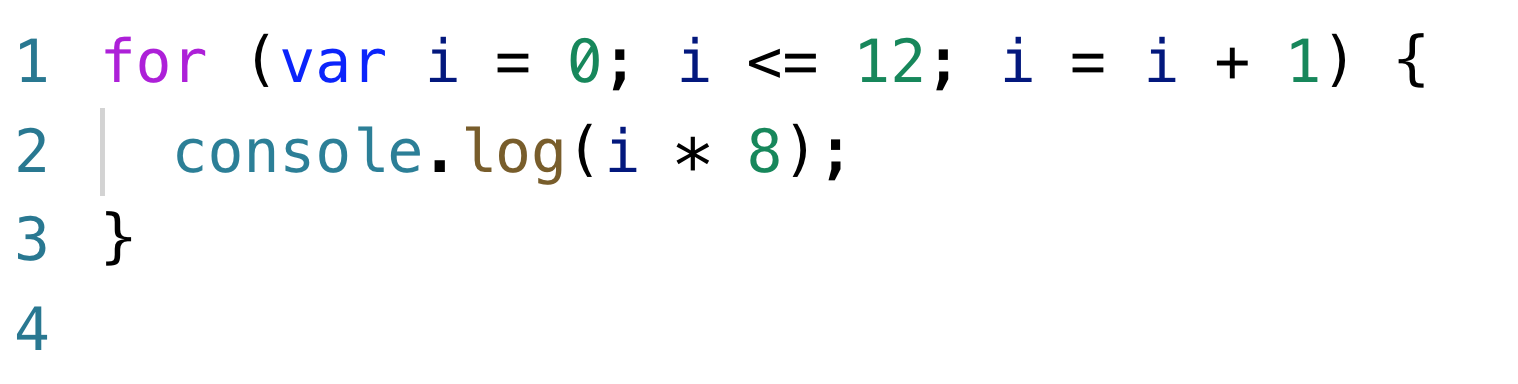 1 for (var i = 0; i <= 12; i = i + 1) {
2   console.log(i * 8);
3 }
4